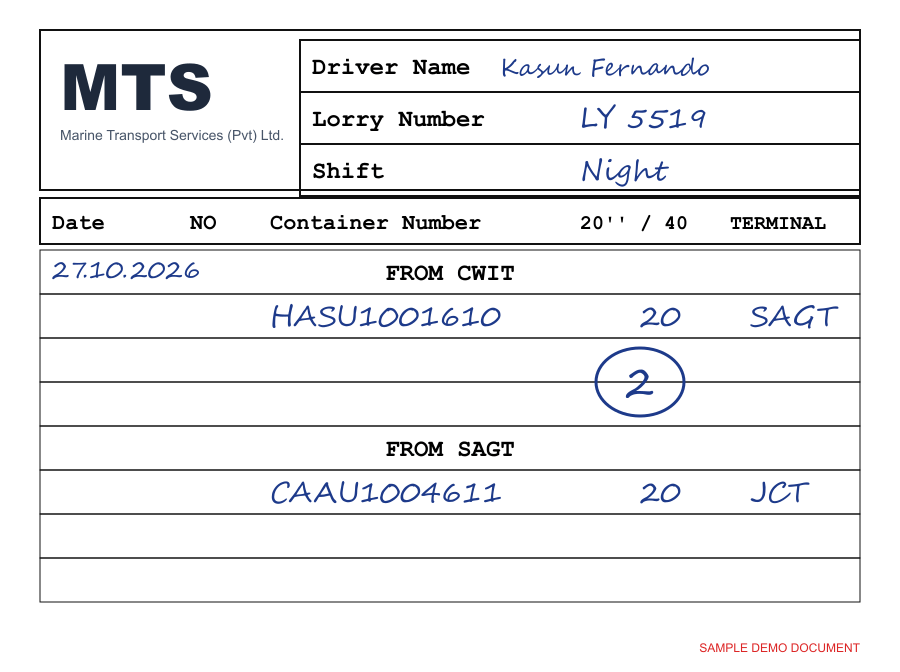 MTS
Marine Transport Services (Pvt) Ltd.
Driver Name Kasun Fernando
Lorry Number LY 5519
Shift Night
Date NO Container Number 20'' / 40 TERMINAL
27.10.2026 FROM CWIT
HASU1001610 20 SAGT
2
FROM SAGT
CAAU1004611 20 JCT
SAMPLE DEMO DOCUMENT